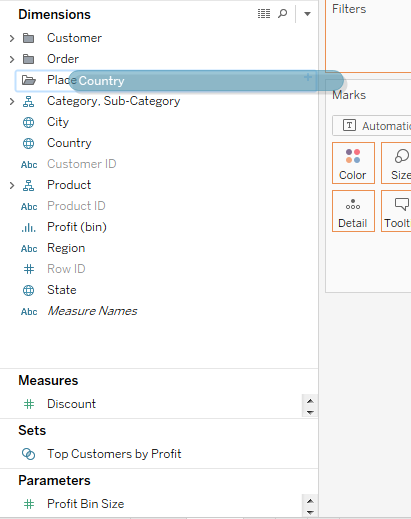 Dimensions
Customer
Order
Place
Country
Category, Sub-Category
City
Country
Abc Customer ID
Product
Abc Product ID
Profit (bin)
Abc Region
# Row ID
State
Abc Measure Names
Measures
# Discount
Sets
Top Customers by Profit
Parameters
# Profit Bin Size
Filters
Marks
T Automatic
Color Size
Detail Toolt